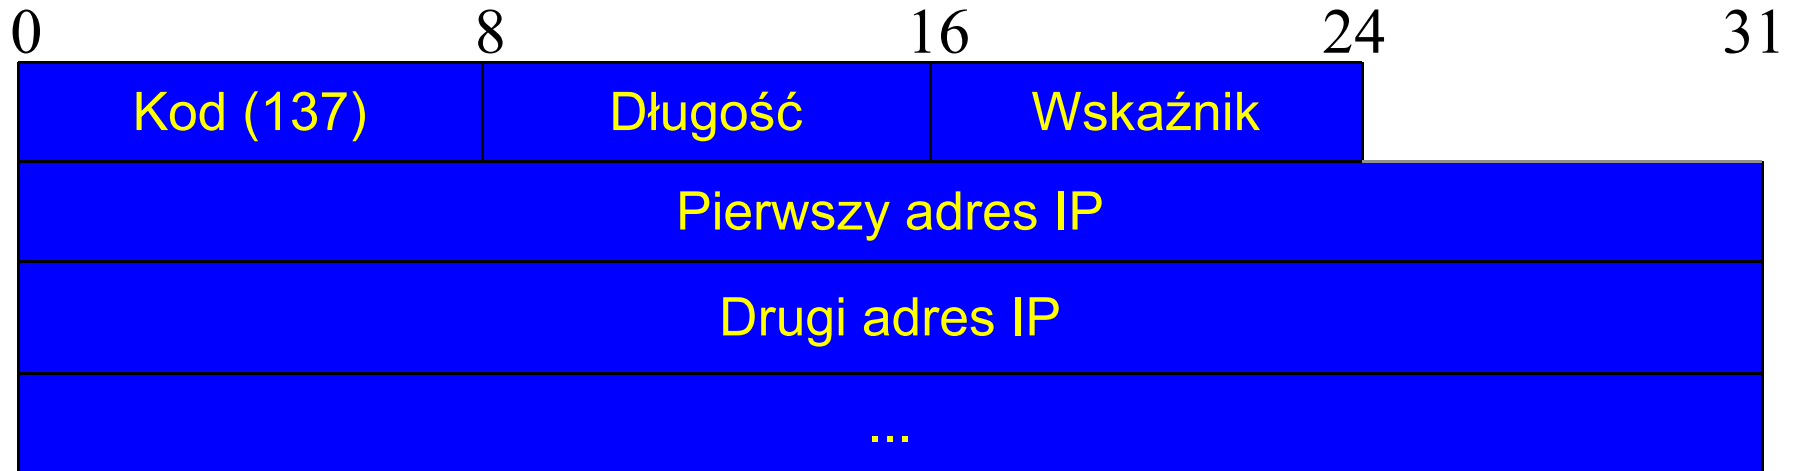 0 8 16 24 31
Kod (137) Długość Wskaźnik
Pierwszy adres IP
Drugi adres IP
...